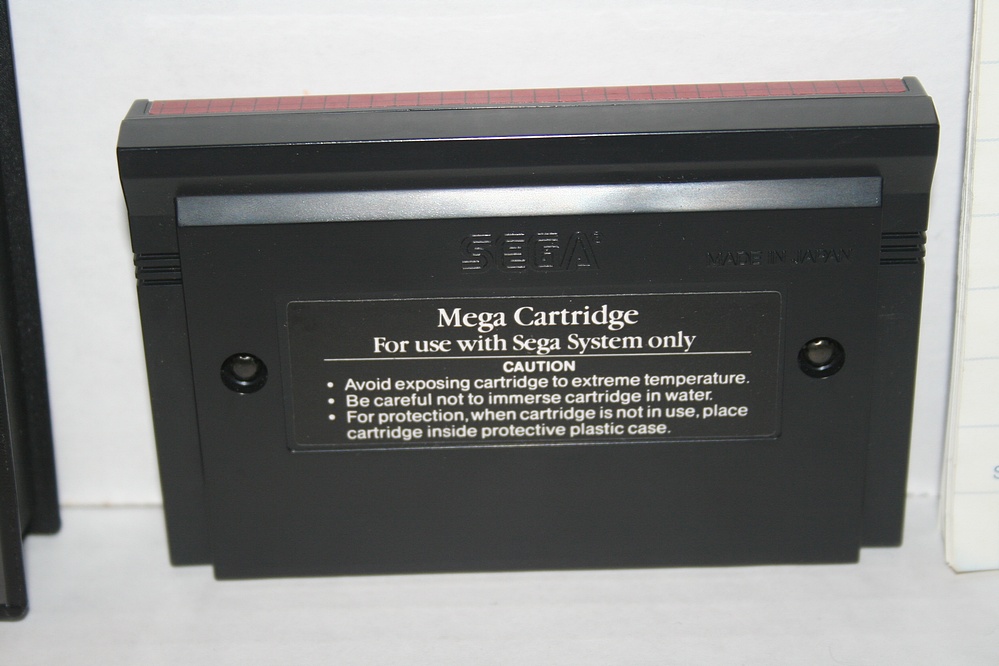 SEGA
MADE IN JAPAN
Mega Cartridge
For use with Sega System only
CAUTION
• Avoid exposing cartridge to extreme temperature.
• Be careful not to immerse cartridge in water.
• For protection, when cartridge is not in use, place
cartridge inside protective plastic case.